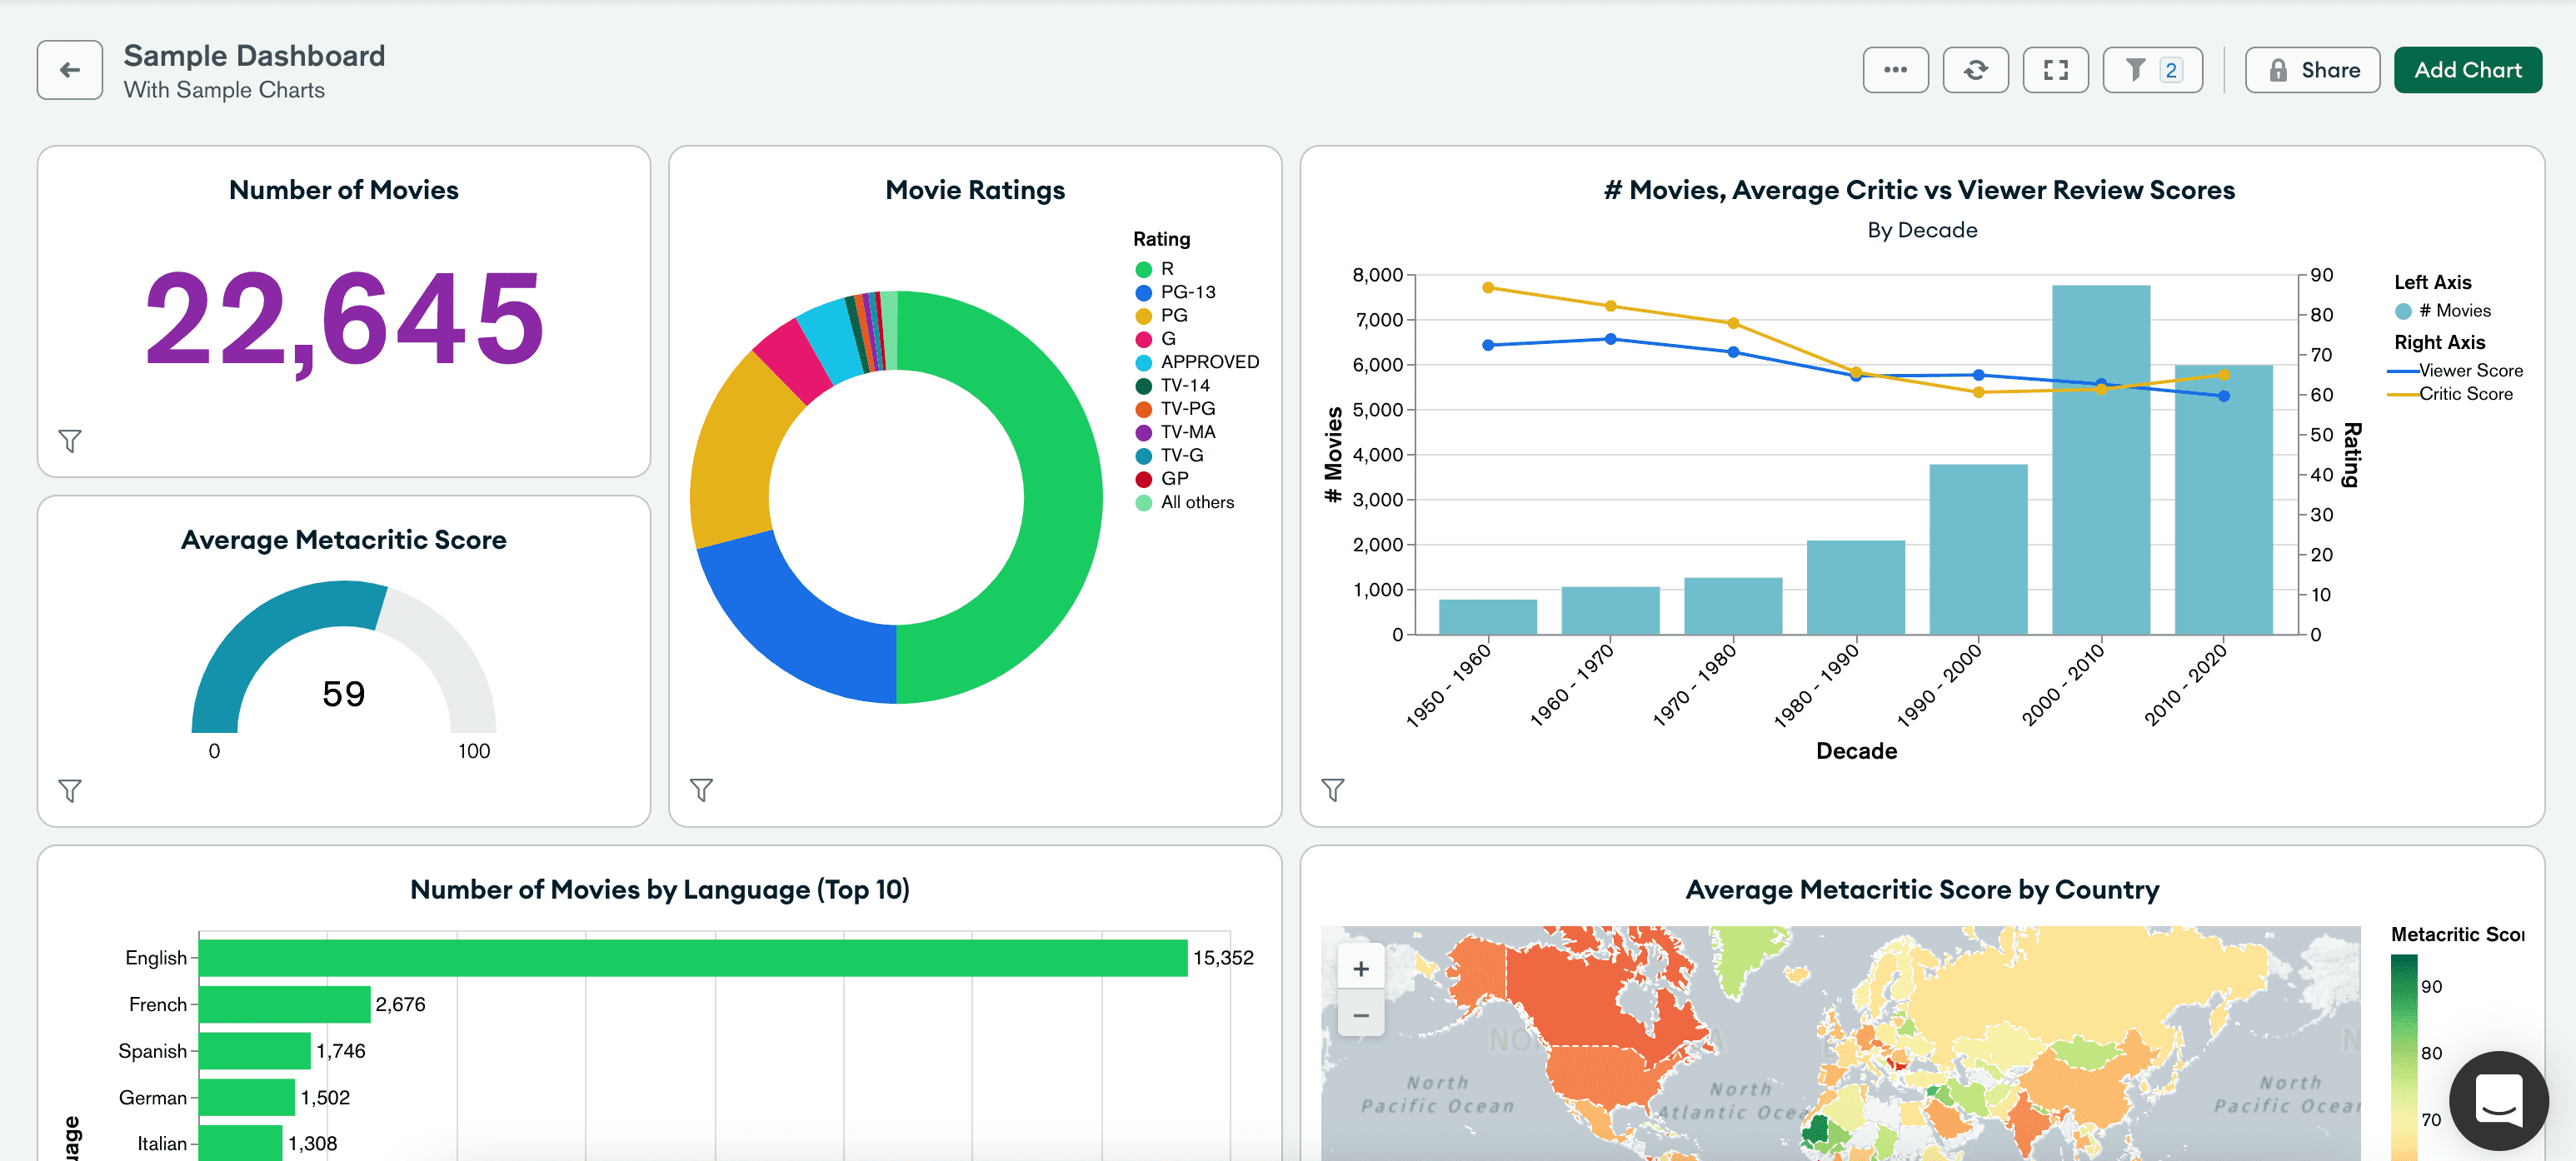 Sample Dashboard
With Sample Charts
2
Share
Add Chart
Number of Movies
22,645
Average Metacritic Score
59
0
100
Movie Ratings
Rating
R
PG-13
PG
G
APPROVED
TV-14
TV-PG
TV-MA
TV-G
GP
All others
# Movies, Average Critic vs Viewer Review Scores
By Decade
8,000
7,000
6,000
5,000
4,000
3,000
2,000
1,000
0
# Movies
90
80
70
60
50
40
30
20
10
0
Rating
1950 - 1960
1960 - 1970
1970 - 1980
1980 - 1990
1990 - 2000
2000 - 2010
2010 - 2020
Decade
Left Axis
# Movies
Right Axis
Viewer Score
Critic Score
Number of Movies by Language (Top 10)
English
15,352
French
2,676
Spanish
1,746
German
1,502
Italian
1,308
uage
Average Metacritic Score by Country
+
−
North
Pacific Ocean
North
Atlantic Ocea
North
Pacific Ocean
Metacritic Scor
90
80
70